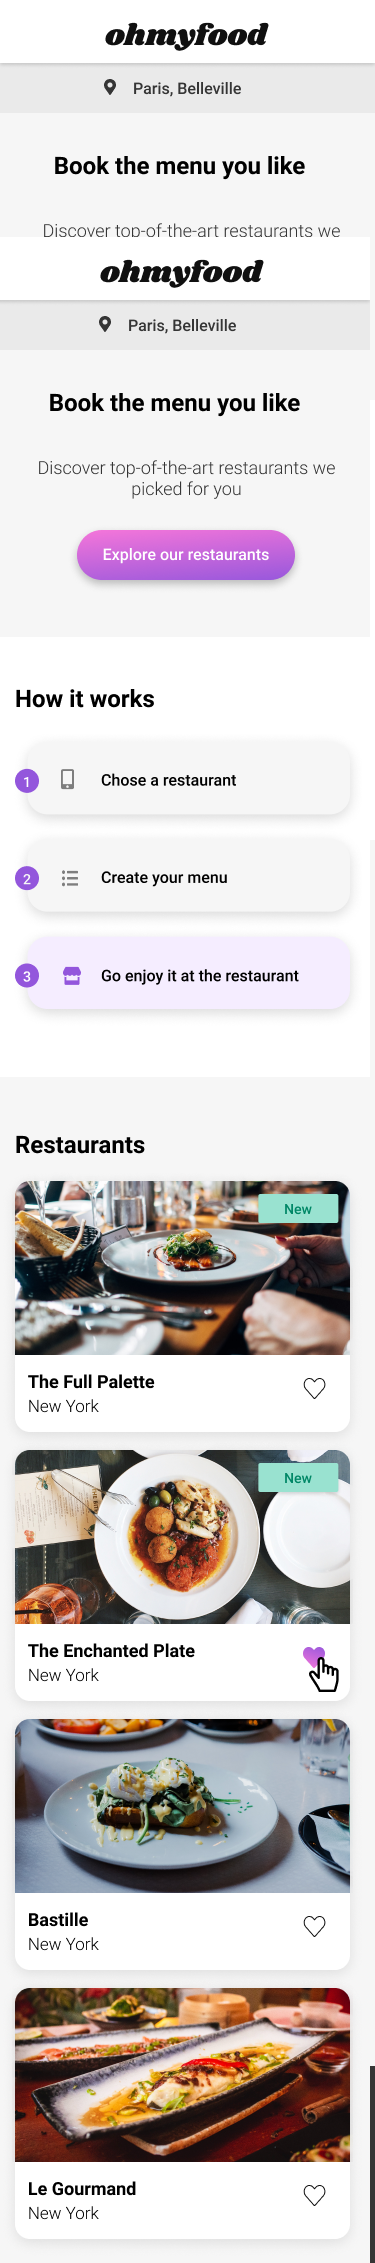 ohmyfood
Paris, Belleville
Book the menu you like
Discover top-of-the-art restaurants we
ohmyfood
Paris, Belleville
Book the menu you like
Discover top-of-the-art restaurants we
picked for you
Explore our restaurants
How it works
1 Chose a restaurant
2 Create your menu
3 Go enjoy it at the restaurant
Restaurants
New
The Full Palette
New York
New
The Enchanted Plate
New York
Bastille
New York
Le Gourmand
New York